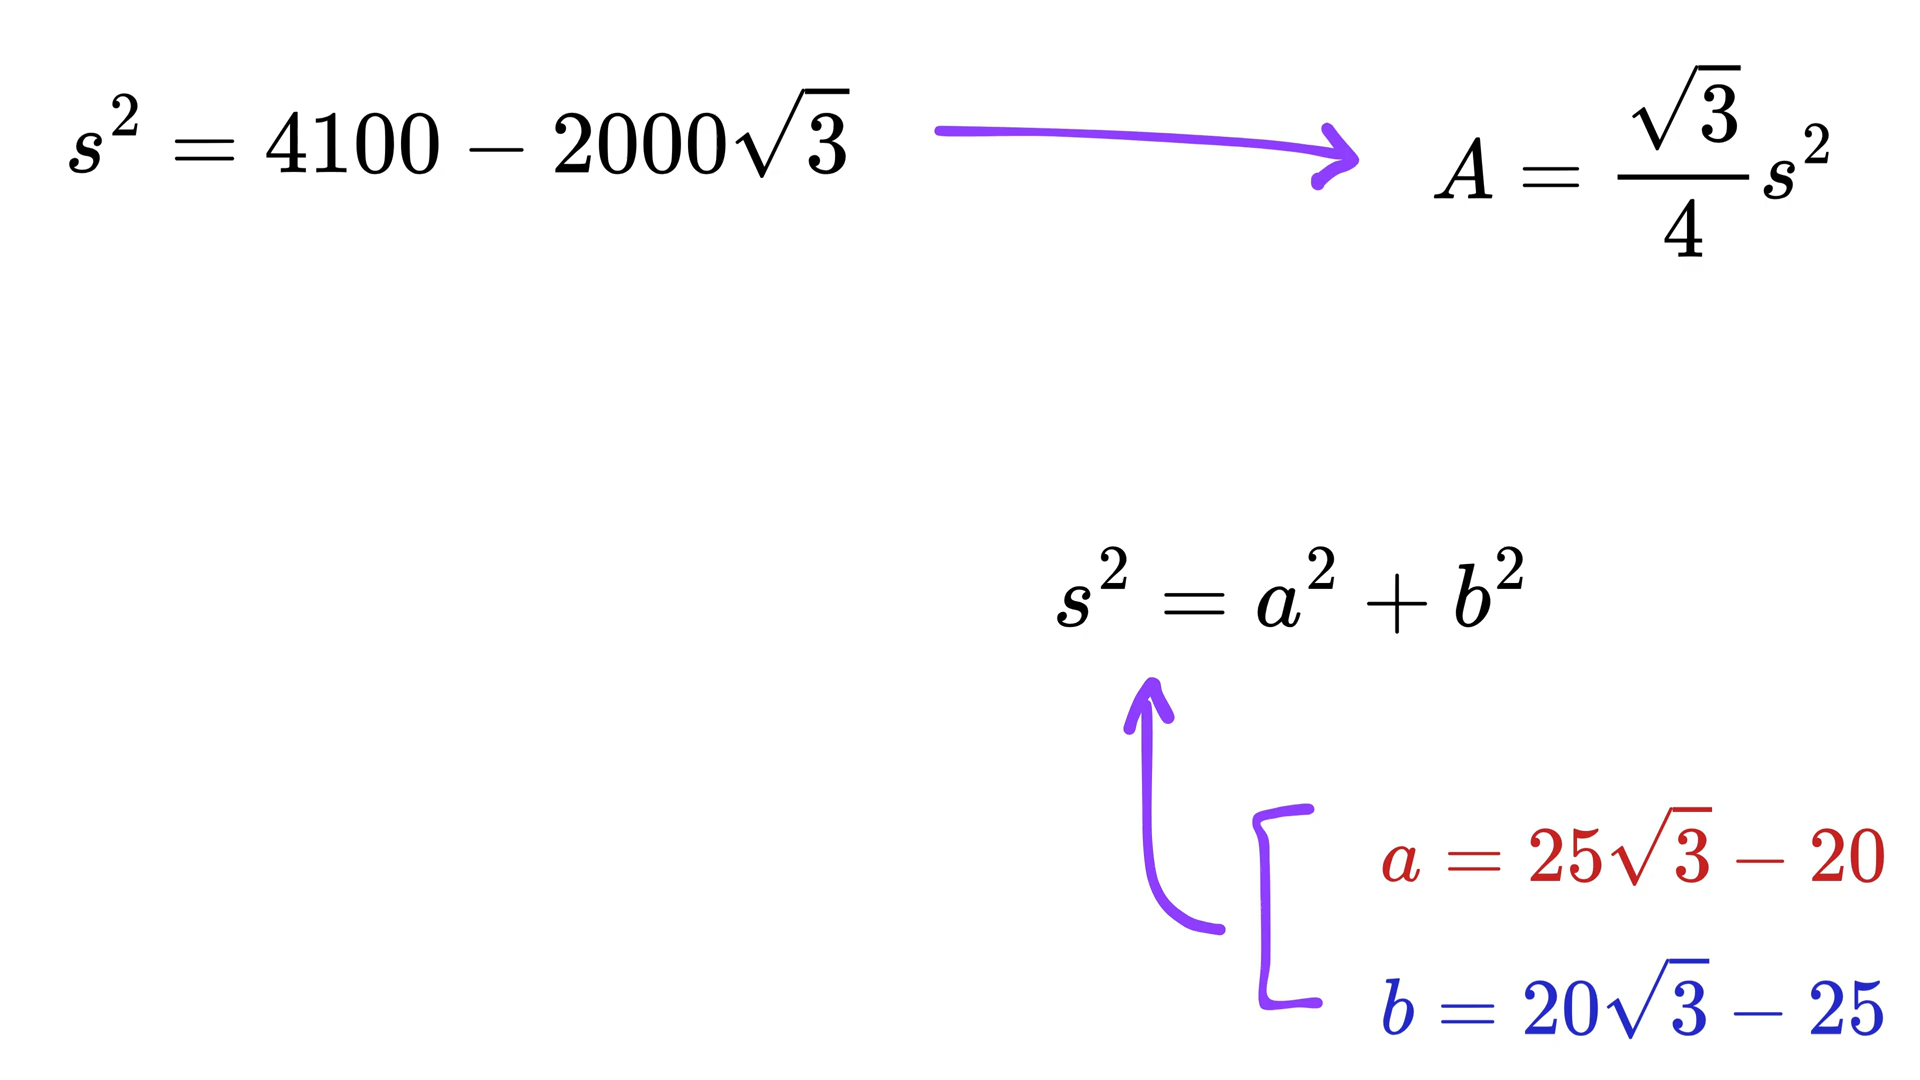 s² = 4100 − 2000√3
A = √3/4 s²
s² = a² + b²
a = 25√3 − 20
b = 20√3 − 25